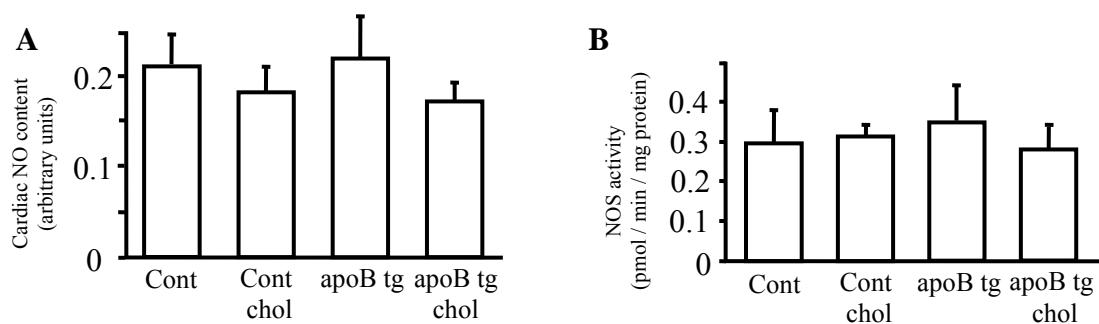 A
Cardiac NO content
(arbitrary units)
0.2
0.1
0
Cont
Cont
chol
apoB tg
apoB tg
chol
B
NOS activity
(pmol / min / mg protein)
0.4
0.3
0.3
0.1
0
Cont
Cont
chol
apoB tg
apoB tg
chol